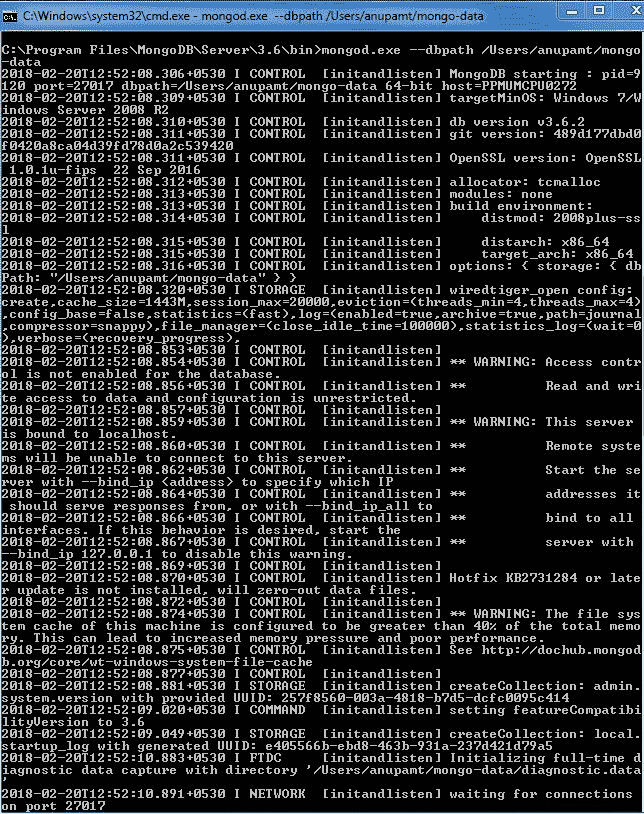 C:\Windows\system32\cmd.exe - mongod.exe --dbpath /Users/anupamt/mongo-data
C:\Program Files\MongoDB\Server\3.6\bin>mongod.exe --dbpath /Users/anupamt/mongo
-data
2018-02-20T12:52:08.306+0530 I CONTROL  [initandlisten] MongoDB starting : pid=9
120 port=27017 dbpath=/Users/anupamt/mongo-data 64-bit host=PPMUMCPU0272
2018-02-20T12:52:08.309+0530 I CONTROL  [initandlisten] targetMinOS: Windows 7/W
indows Server 2008 R2
2018-02-20T12:52:08.310+0530 I CONTROL  [initandlisten] db version v3.6.2
2018-02-20T12:52:08.311+0530 I CONTROL  [initandlisten] git version: 489d177dbd0
f0420a8ca04d39fd78d0a2c539420
2018-02-20T12:52:08.311+0530 I CONTROL  [initandlisten] OpenSSL version: OpenSSL
 1.0.1u-fips  22 Sep 2016
2018-02-20T12:52:08.312+0530 I CONTROL  [initandlisten] allocator: tcmalloc
2018-02-20T12:52:08.313+0530 I CONTROL  [initandlisten] modules: none
2018-02-20T12:52:08.313+0530 I CONTROL  [initandlisten] build environment:
2018-02-20T12:52:08.314+0530 I CONTROL  [initandlisten]     distmod: 2008plus-ss
l
2018-02-20T12:52:08.315+0530 I CONTROL  [initandlisten]     distarch: x86_64
2018-02-20T12:52:08.315+0530 I CONTROL  [initandlisten]     target_arch: x86_64
2018-02-20T12:52:08.316+0530 I CONTROL  [initandlisten] options: { storage: { db
Path: "/Users/anupamt/mongo-data" } }
2018-02-20T12:52:08.320+0530 I STORAGE  [initandlisten] wiredtiger_open config:
create,cache_size=1443M,session_max=20000,eviction=(threads_min=4,threads_max=4)
,config_base=false,statistics=(fast),log=(enabled=true,archive=true,path=journal
,compressor=snappy),file_manager=(close_idle_time=100000),statistics_log=(wait=0
),verbose=(recovery_progress),
2018-02-20T12:52:08.853+0530 I CONTROL  [initandlisten]
2018-02-20T12:52:08.854+0530 I CONTROL  [initandlisten] ** WARNING: Access contr
ol is not enabled for the database.
2018-02-20T12:52:08.856+0530 I CONTROL  [initandlisten] **          Read and wri
te access to data and configuration is unrestricted.
2018-02-20T12:52:08.857+0530 I CONTROL  [initandlisten]
2018-02-20T12:52:08.859+0530 I CONTROL  [initandlisten] ** WARNING: This server
is bound to localhost.
2018-02-20T12:52:08.860+0530 I CONTROL  [initandlisten] **          Remote syste
ms will be unable to connect to this server.
2018-02-20T12:52:08.862+0530 I CONTROL  [initandlisten] **          Start the se
rver with --bind_ip <address> to specify which IP
2018-02-20T12:52:08.864+0530 I CONTROL  [initandlisten] **          addresses it
 should serve responses from, or with --bind_ip_all to
2018-02-20T12:52:08.866+0530 I CONTROL  [initandlisten] **          bind to all
interfaces. If this behavior is desired, start the
2018-02-20T12:52:08.867+0530 I CONTROL  [initandlisten] **          server with
--bind_ip 127.0.0.1 to disable this warning.
2018-02-20T12:52:08.869+0530 I CONTROL  [initandlisten]
2018-02-20T12:52:08.870+0530 I CONTROL  [initandlisten] Hotfix KB2731284 or late
r update is not installed, will zero-out data files.
2018-02-20T12:52:08.872+0530 I CONTROL  [initandlisten]
2018-02-20T12:52:08.874+0530 I CONTROL  [initandlisten] ** WARNING: The file sys
tem cache of this machine is configured to be greater than 40% of the total memo
ry. This can lead to increased memory pressure and poor performance.
2018-02-20T12:52:08.875+0530 I CONTROL  [initandlisten] See http://dochub.mongod
b.org/core/wt-windows-system-file-cache
2018-02-20T12:52:08.877+0530 I CONTROL  [initandlisten]
2018-02-20T12:52:08.881+0530 I STORAGE  [initandlisten] createCollection: admin.
system.version with provided UUID: 257f8560-003a-4818-b7d5-dcfc0095c414
2018-02-20T12:52:09.020+0530 I COMMAND  [initandlisten] setting featureCompatibi
lityVersion to 3.6
2018-02-20T12:52:09.049+0530 I STORAGE  [initandlisten] createCollection: local.
startup_log with generated UUID: e405566b-ebd8-463b-931a-237d421d79a5
2018-02-20T12:52:10.883+0530 I FTDC     [initandlisten] Initializing full-time d
iagnostic data capture with directory '/Users/anupamt/mongo-data/diagnostic.data
'
2018-02-20T12:52:10.891+0530 I NETWORK  [initandlisten] waiting for connections
on port 27017